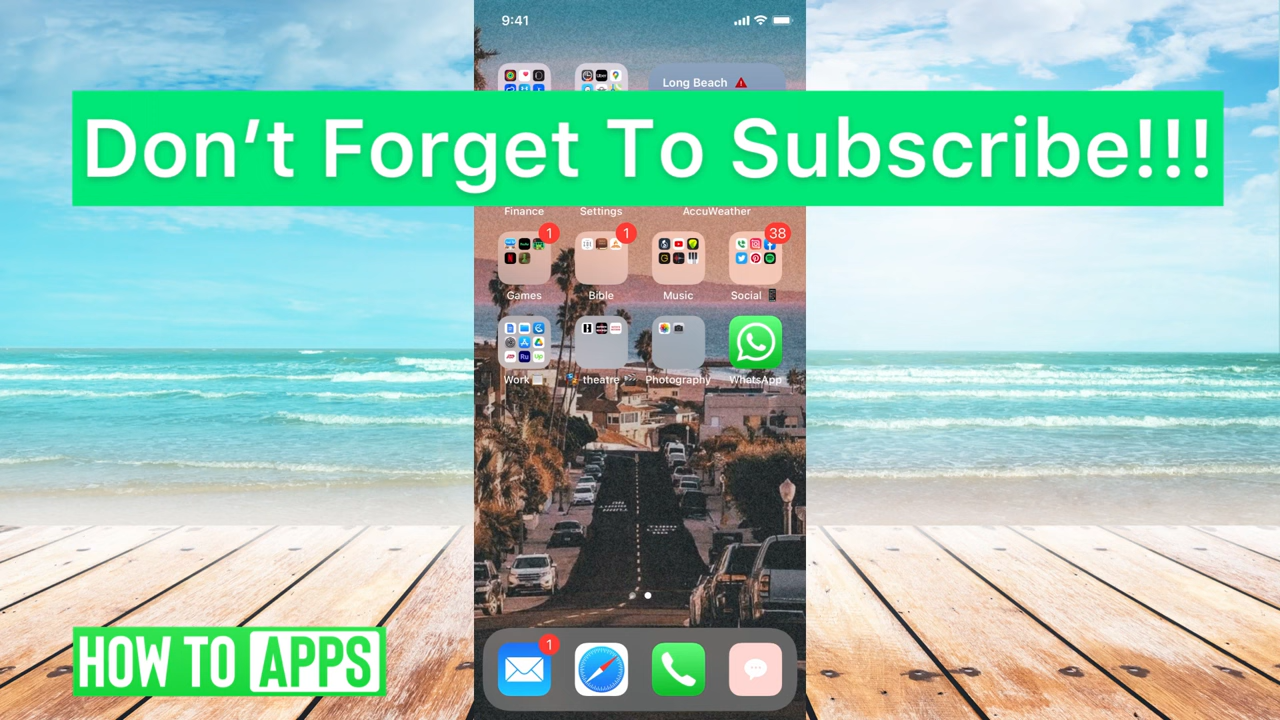 9:41
Long Beach
Don't Forget To Subscribe!!!
Finance Settings AccuWeather
1 1 38
Games Bible Music Social
Work theatre Photography WhatsApp
1
HOW TO APPS